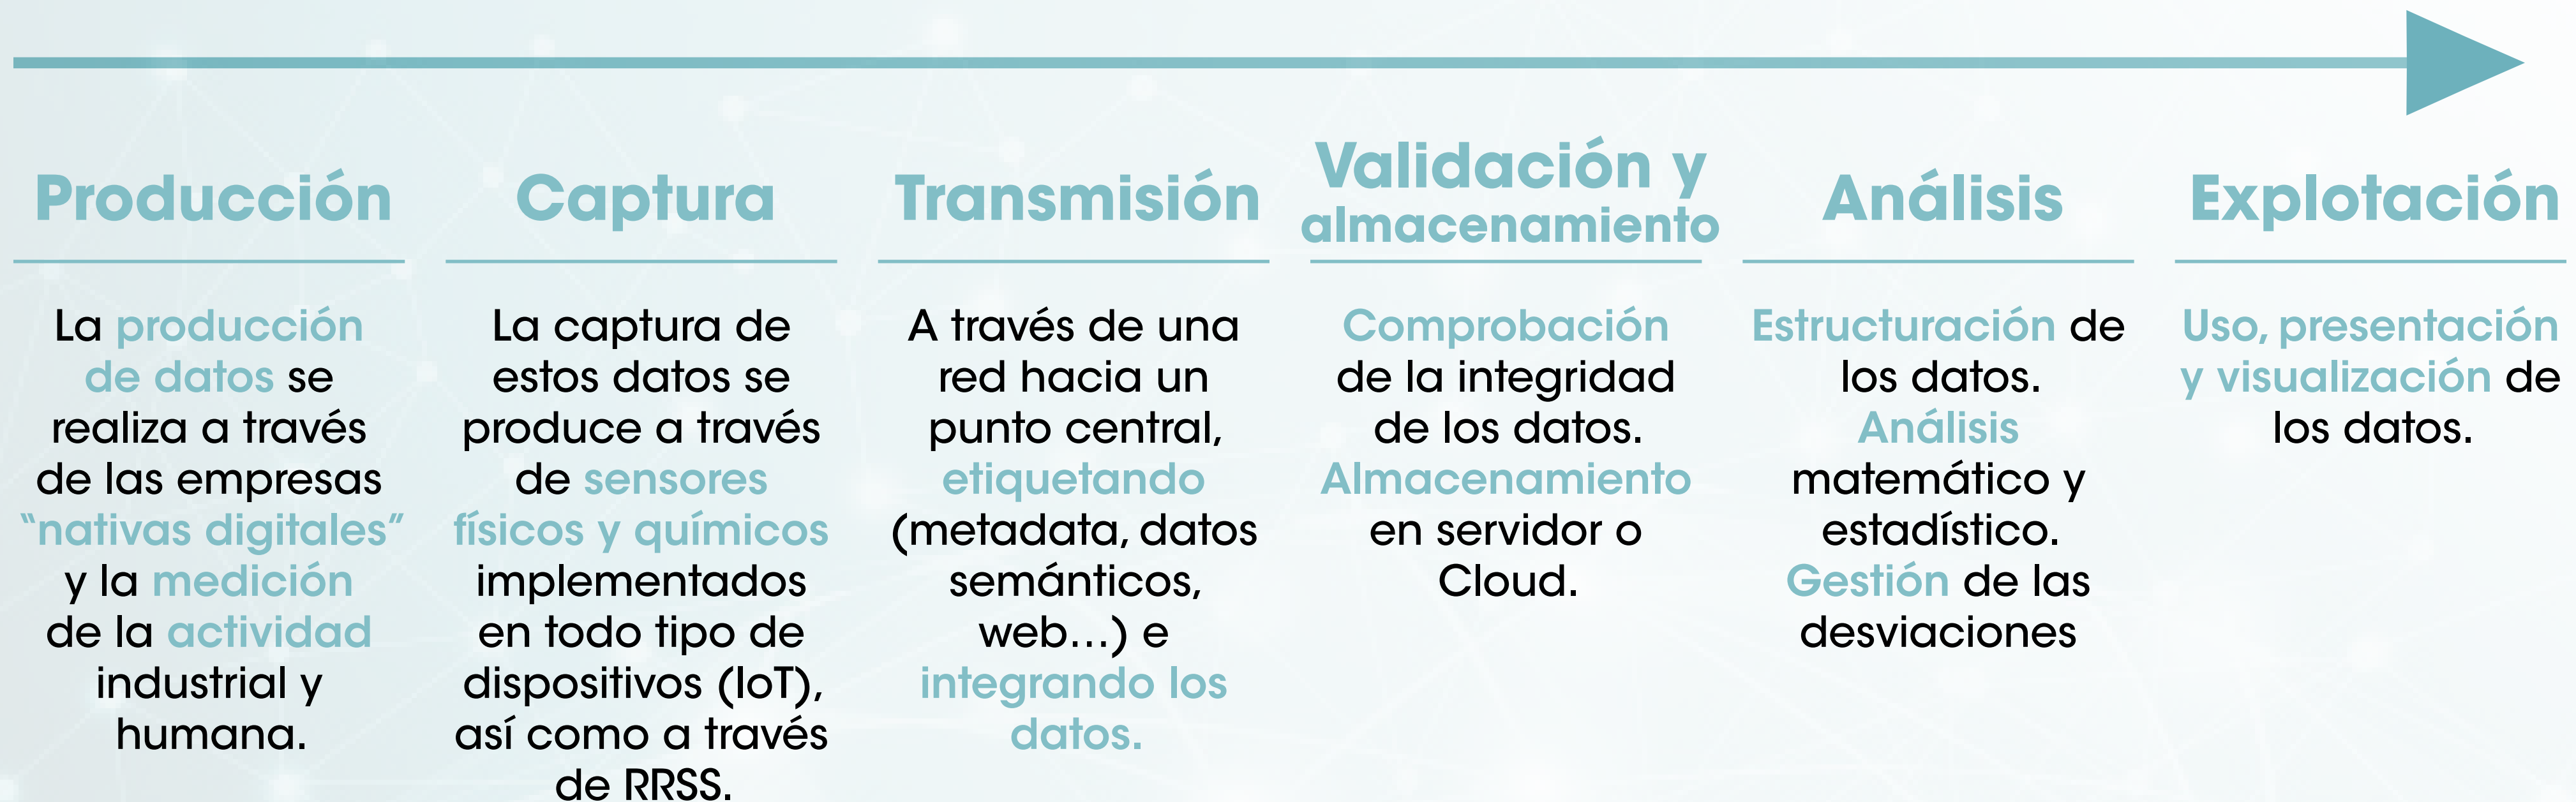 Producción
La producción
de datos se
realiza a través
de las empresas
“nativas digitales”
y la medición
de la actividad
industrial y
humana.
Captura
La captura de
estos datos se
produce a través
de sensores
físicos y químicos
implementados
en todo tipo de
dispositivos (IoT),
así como a través
de RRSS.
Transmisión
A través de una
red hacia un
punto central,
etiquetando
(metadata, datos
semánticos,
web...) e
integrando los
datos.
Validación y
almacenamiento
Comprobación
de la integridad
de los datos.
Almacenamiento
en servidor o
Cloud.
Análisis
Estructuración de
los datos.
Análisis
matemático y
estadístico.
Gestión de las
desviaciones
Explotación
Uso, presentación
y visualización de
los datos.